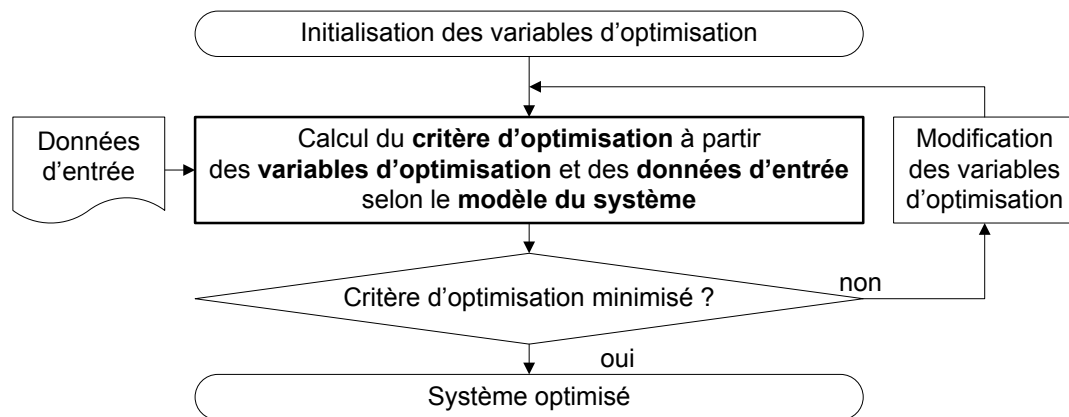 Initialisation des variables d’optimisation
Données
d’entrée
Calcul du critère d’optimisation à partir
des variables d’optimisation et des données d’entrée
selon le modèle du système
Modification
des variables
d’optimisation
Critère d’optimisation minimisé ?
non
oui
Système optimisé